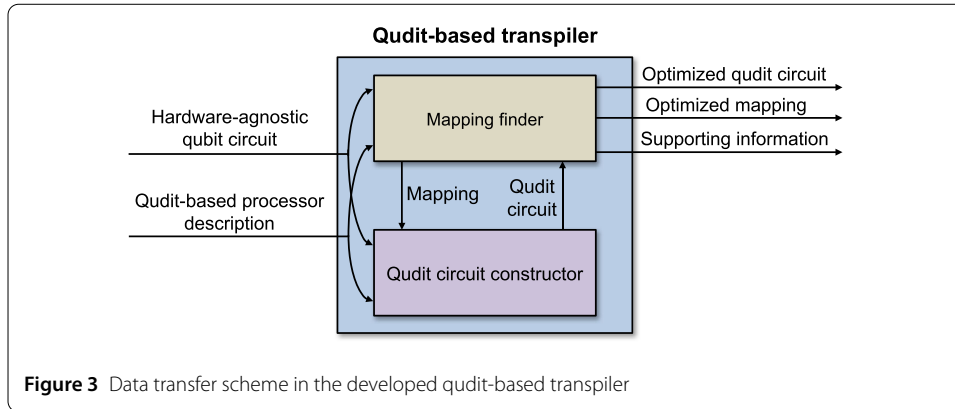 Qudit-based transpiler
Hardware-agnostic
qubit circuit
Qudit-based processor
description
Mapping finder
Mapping
Qudit
circuit
Qudit circuit constructor
Optimized qudit circuit
Optimized mapping
Supporting information
Figure 3 Data transfer scheme in the developed qudit-based transpiler